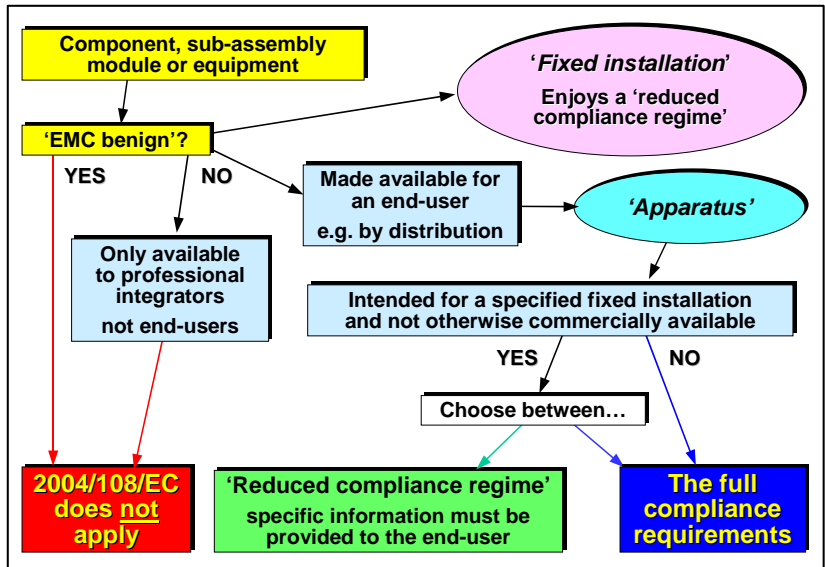 Component, sub-assembly
module or equipment
'Fixed installation'
Enjoys a 'reduced
compliance regime'
'EMC benign'?
YES
NO
Made available for
an end-user
e.g. by distribution
'Apparatus'
Only available
to professional
integrators
not end-users
Intended for a specified fixed installation
and not otherwise commercially available
YES
NO
Choose between…
2004/108/EC
does not
apply
'Reduced compliance regime'
specific information must be
provided to the end-user
The full
compliance
requirements